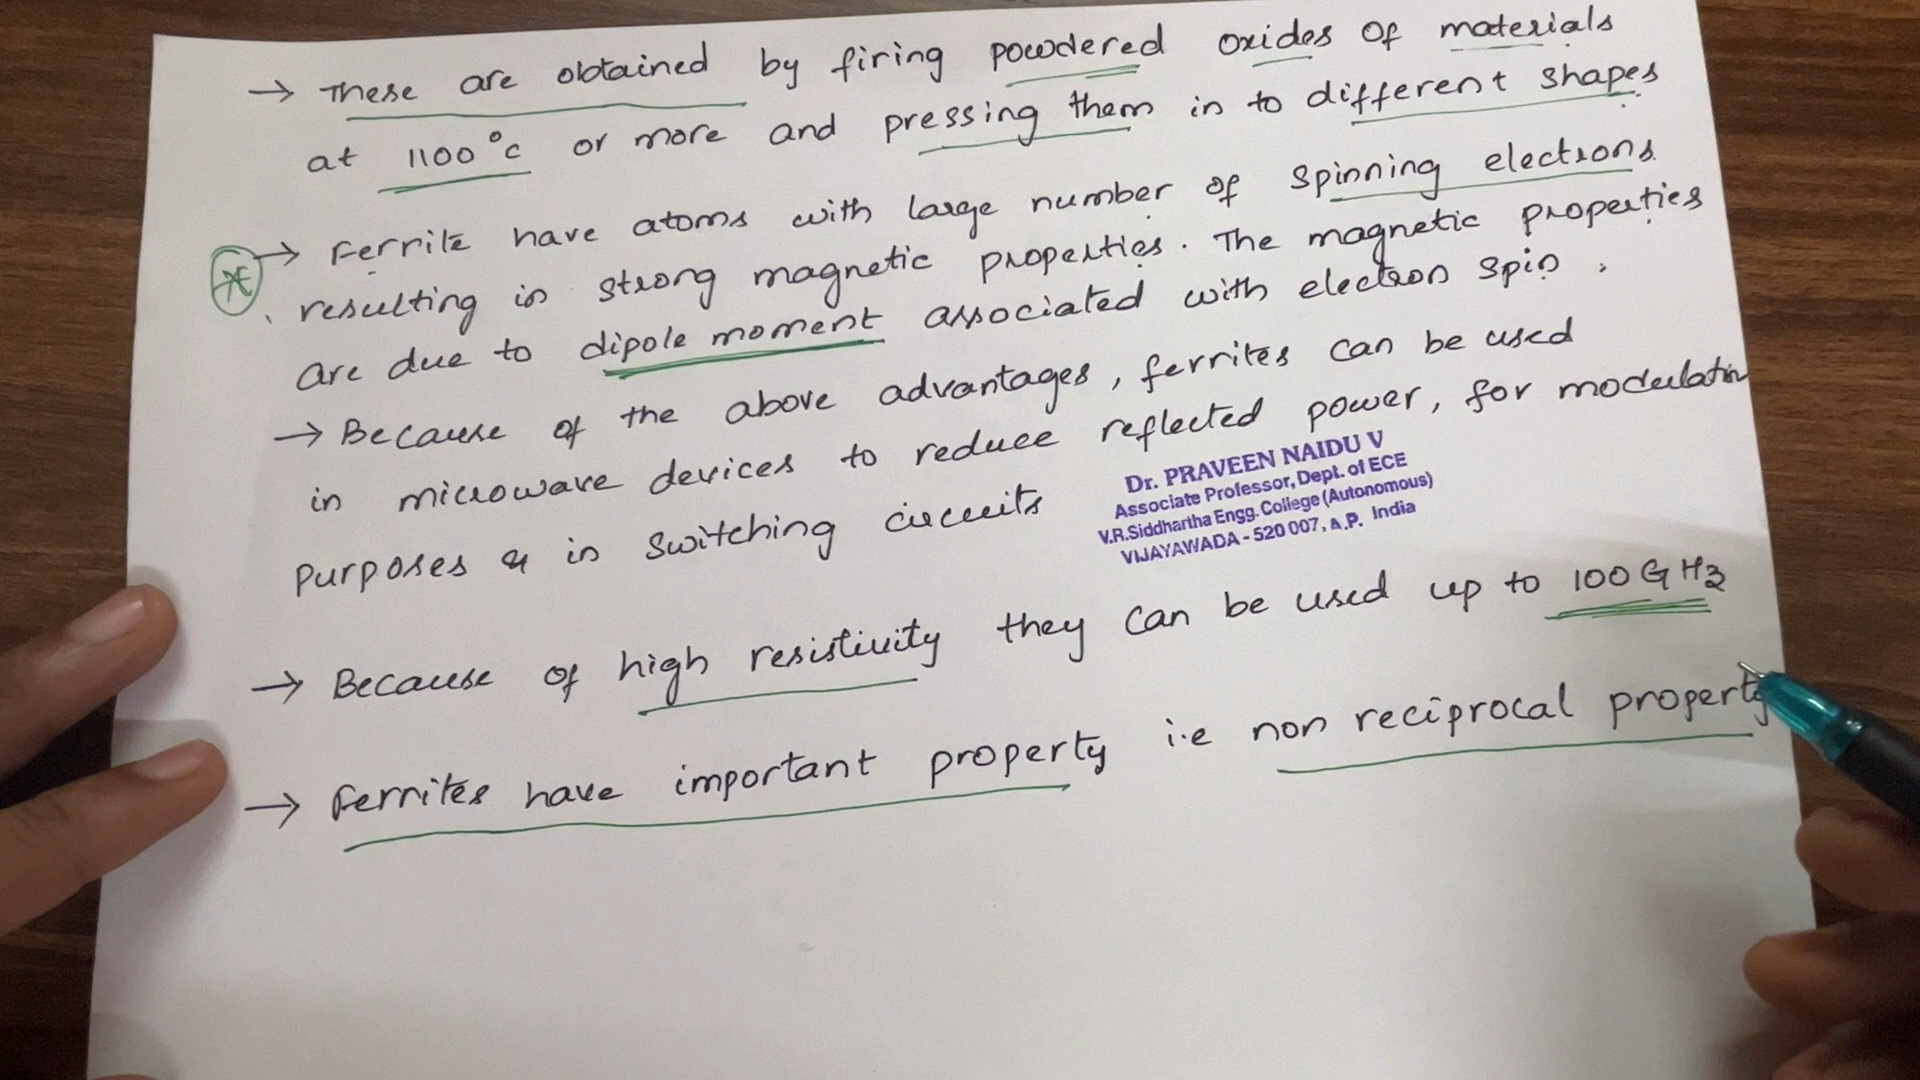 → These are obtained by firing powdered oxides of materials
at 1100°c or more and pressing them in to different shapes
→ Ferrite have atoms with large number of spinning electrons.
resulting in strong magnetic properties. The magnetic properties
are due to dipole moment associated with electron spin.
→ Because of the above advantages, ferrites can be used
in microwave devices to reduce reflected power, for modulation
purposes & in switching circuits
Dr. PRAVEEN NAIDU V
Associate Professor, Dept. of ECE
V.R.Siddhartha Engg. College (Autonomous)
VIJAYAWADA - 520 007, A.P. India
→ Because of high resistivity they can be used up to 100GHz
→ Ferrites have important property i.e non reciprocal property